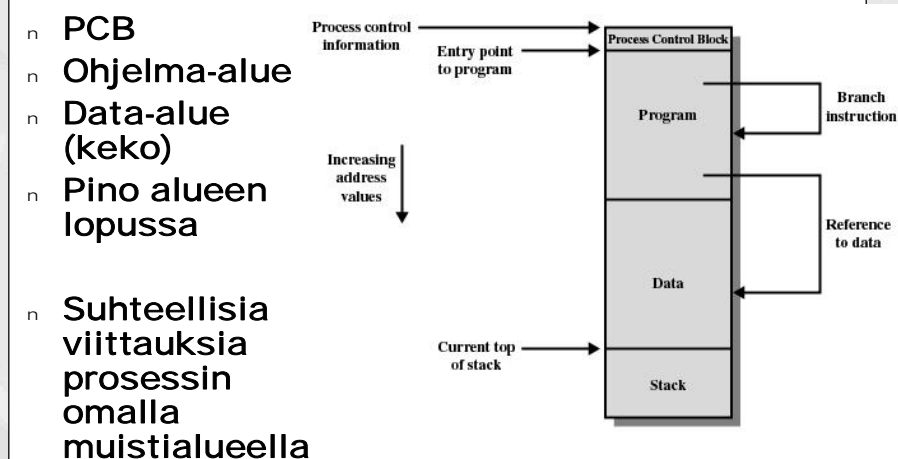 n PCB
n Ohjelma-alue
n Data-alue
(keko)
n Pino alueen
lopussa
n Suhteellisia
viittauksia
prosessin
omalla
muistialueella
Process control
information
Entry point
to program
Increasing
address
values
Current top
of stack
Process Control Block
Program
Data
Stack
Branch
instruction
Reference
to data